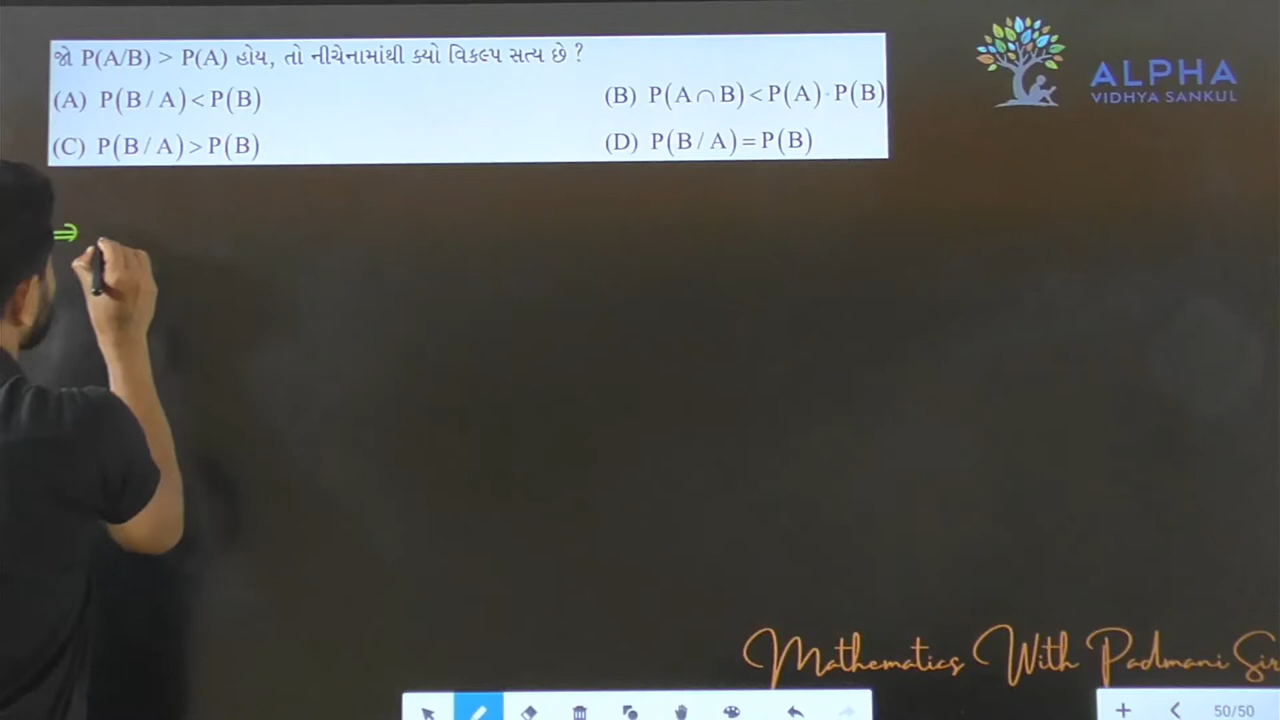 જો P(A/B) > P(A) હોય, તો નીચેનામાંથી ક્યો વિકલ્પ સત્ય છે ?
(A) P(B/A)<P(B) (B) P(A∩B)<P(A)·P(B)
(C) P(B/A)>P(B) (D) P(B/A)=P(B)
ALPHA
VIDHYA SANKUL
⇒
Mathematics With Padmani Sir
50/50